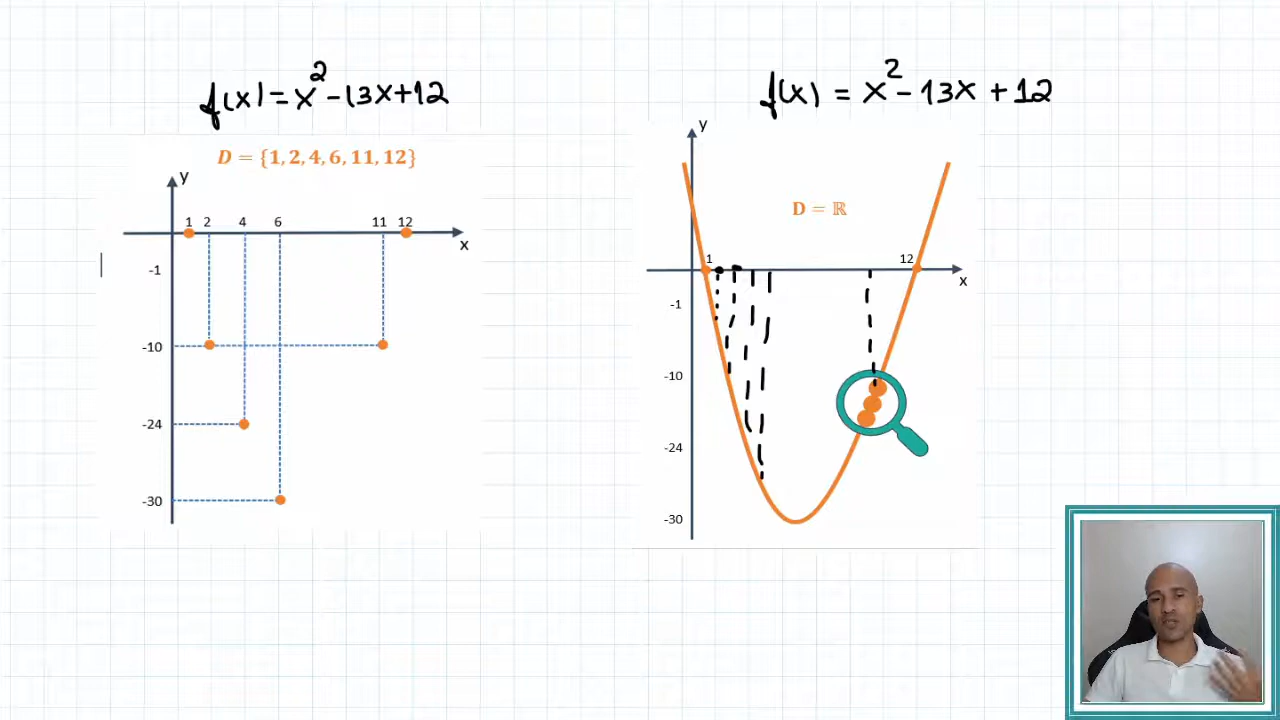 f(x) = x² - 13x + 12
D = {1, 2, 4, 6, 11, 12}
y
1 2 4 6 11 12
x
-1
-10
-24
-30
f(x) = x² - 13x + 12
y
D = ℝ
1 12
x
-1
-10
-24
-30